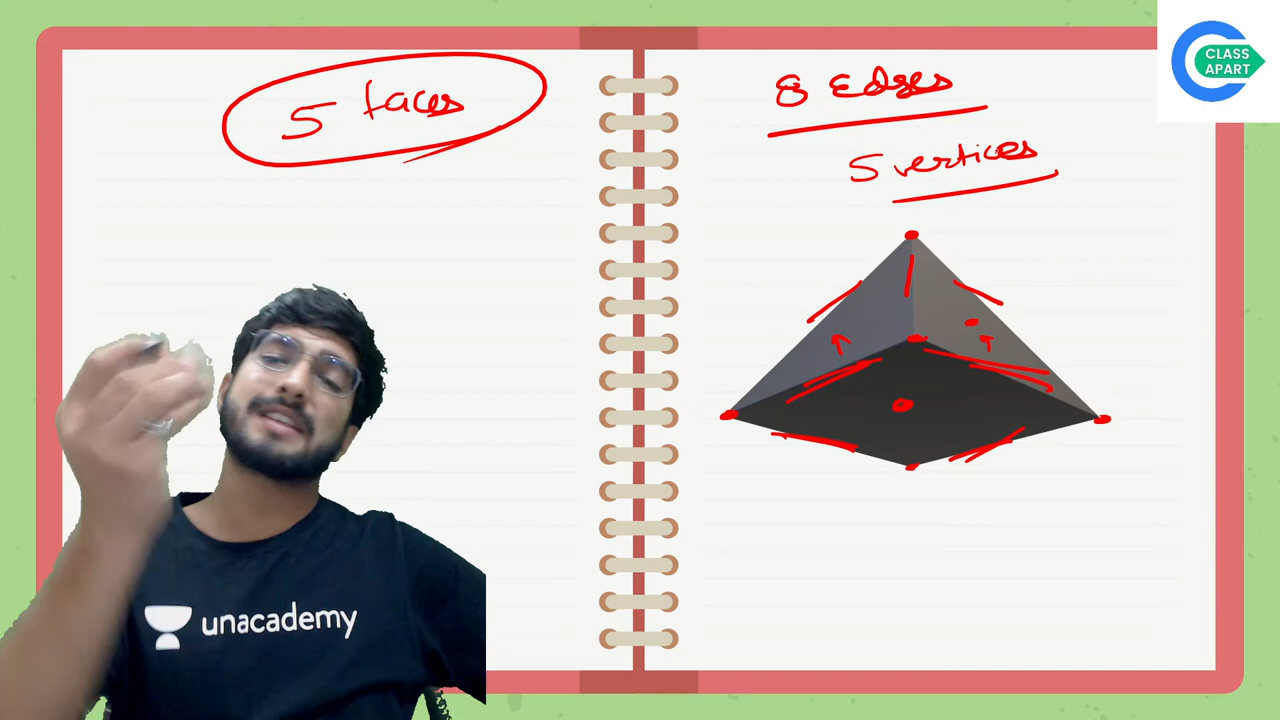 5 faces
8 Edges
5 vertices
CLASS
APART
unacademy